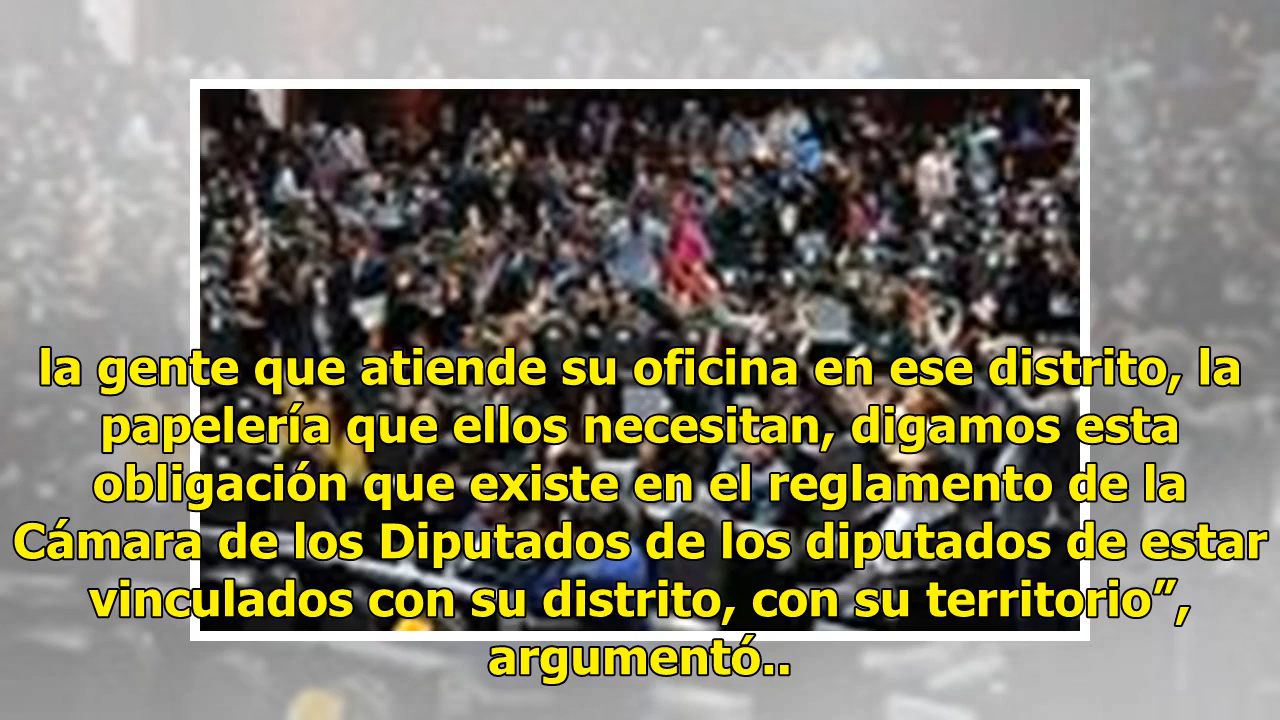 la gente que atiende su oficina en ese distrito, la
papelería que ellos necesitan, digamos esta
obligación que existe en el reglamento de la
Cámara de los Diputados de los diputados de estar
vinculados con su distrito, con su territorio”,
argumentó..